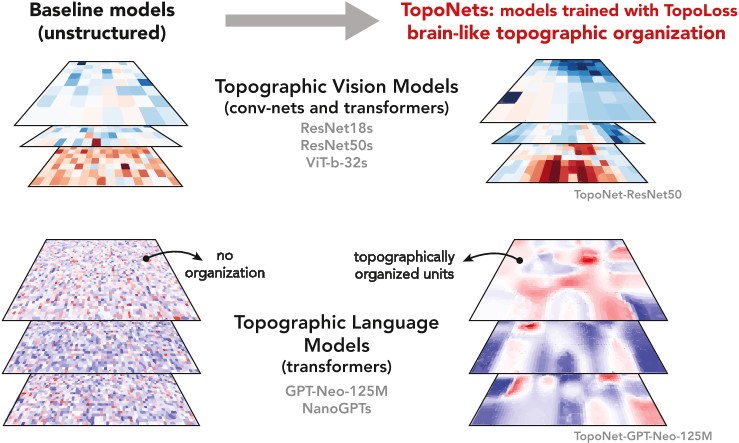 Baseline models
(unstructured)
TopoNets: models trained with TopoLoss
brain-like topographic organization
Topographic Vision Models
(conv-nets and transformers)
ResNet18s
ResNet50s
ViT-b-32s
TopoNet-ResNet50
no
organization
topographically
organized units
Topographic Language
Models
(transformers)
GPT-Neo-125M
NanoGPTs
TopoNet-GPT-Neo-125M